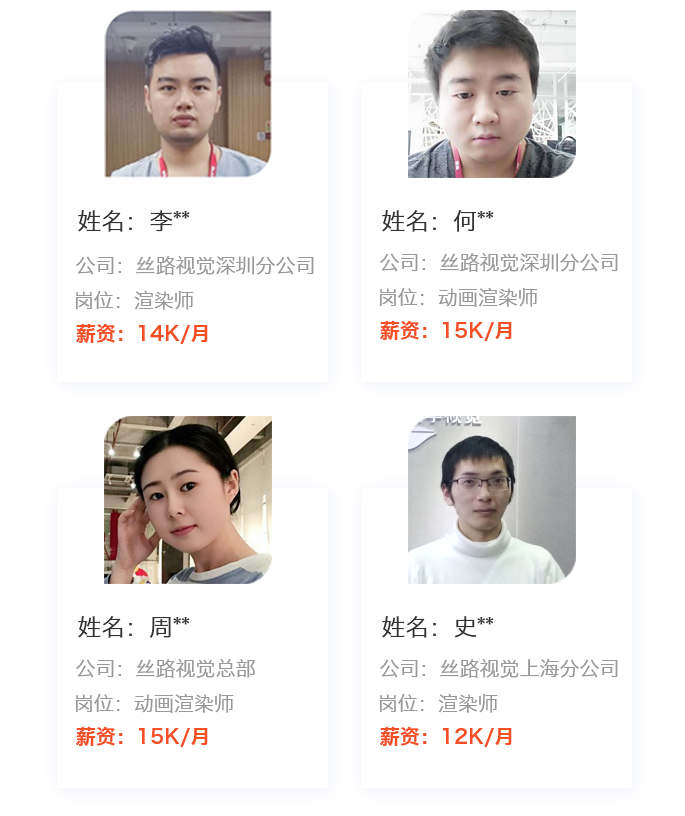 姓名：李**
公司：丝路视觉深圳分公司
岗位：渲染师
薪资：14K/月
姓名：何**
公司：丝路视觉深圳分公司
岗位：动画渲染师
薪资：15K/月
姓名：周**
公司：丝路视觉总部
岗位：动画渲染师
薪资：15K/月
姓名：史**
公司：丝路视觉上海分公司
岗位：渲染师
薪资：12K/月